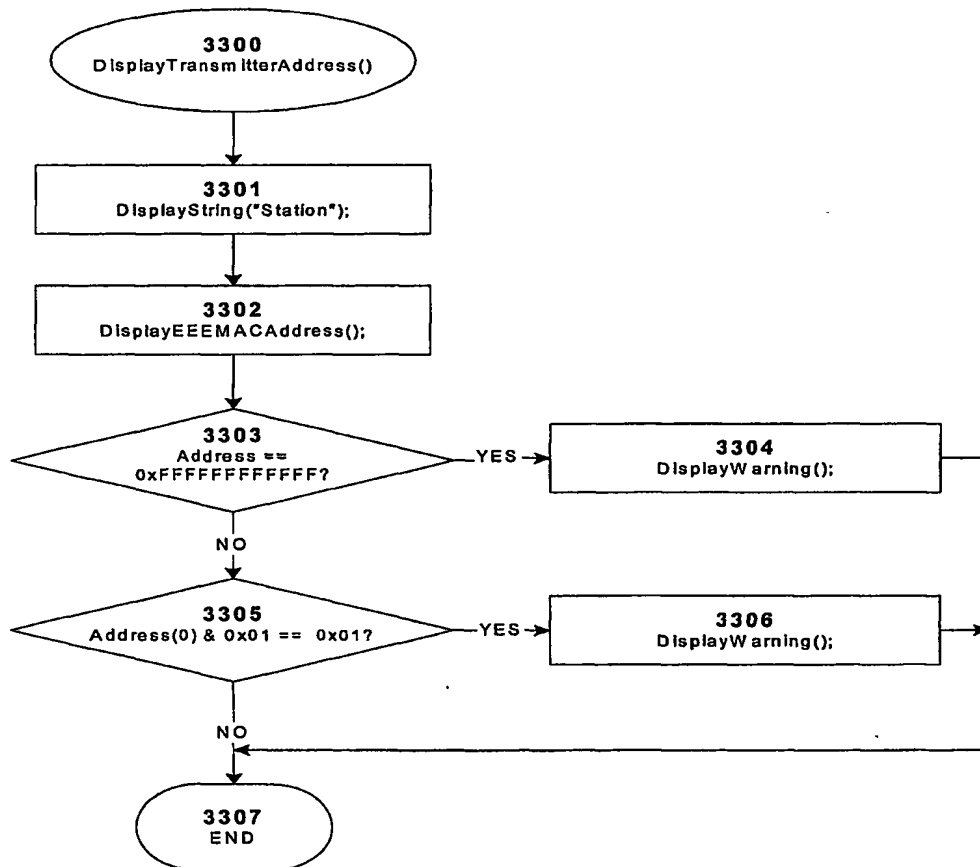 3300
DisplayTransmitterAddress()
3301
DisplayString("Station");
3302
DisplayEEEMACAddress();
3303
Address ==
0xFFFFFFFFFFFF?
YES
3304
DisplayWarning();
NO
3305
Address(0) & 0x01 == 0x01?
YES
3306
DisplayWarning();
NO
3307
END